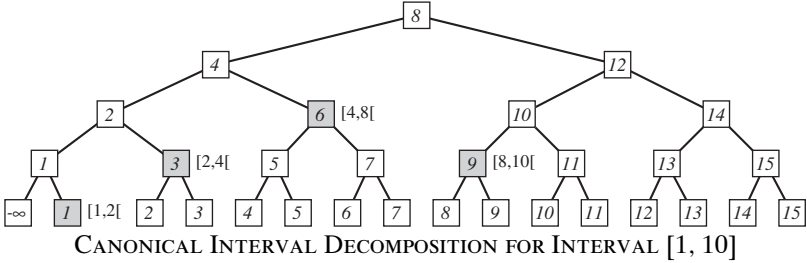 8
4 12
2 6 [4,8[ 10 14
1 3 [2,4[ 5 7 9 [8,10[ 11 13 15
-∞ 1 [1,2[ 2 3 4 5 6 7 8 9 10 11 12 13 14 15
CANONICAL INTERVAL DECOMPOSITION FOR INTERVAL [1, 10]